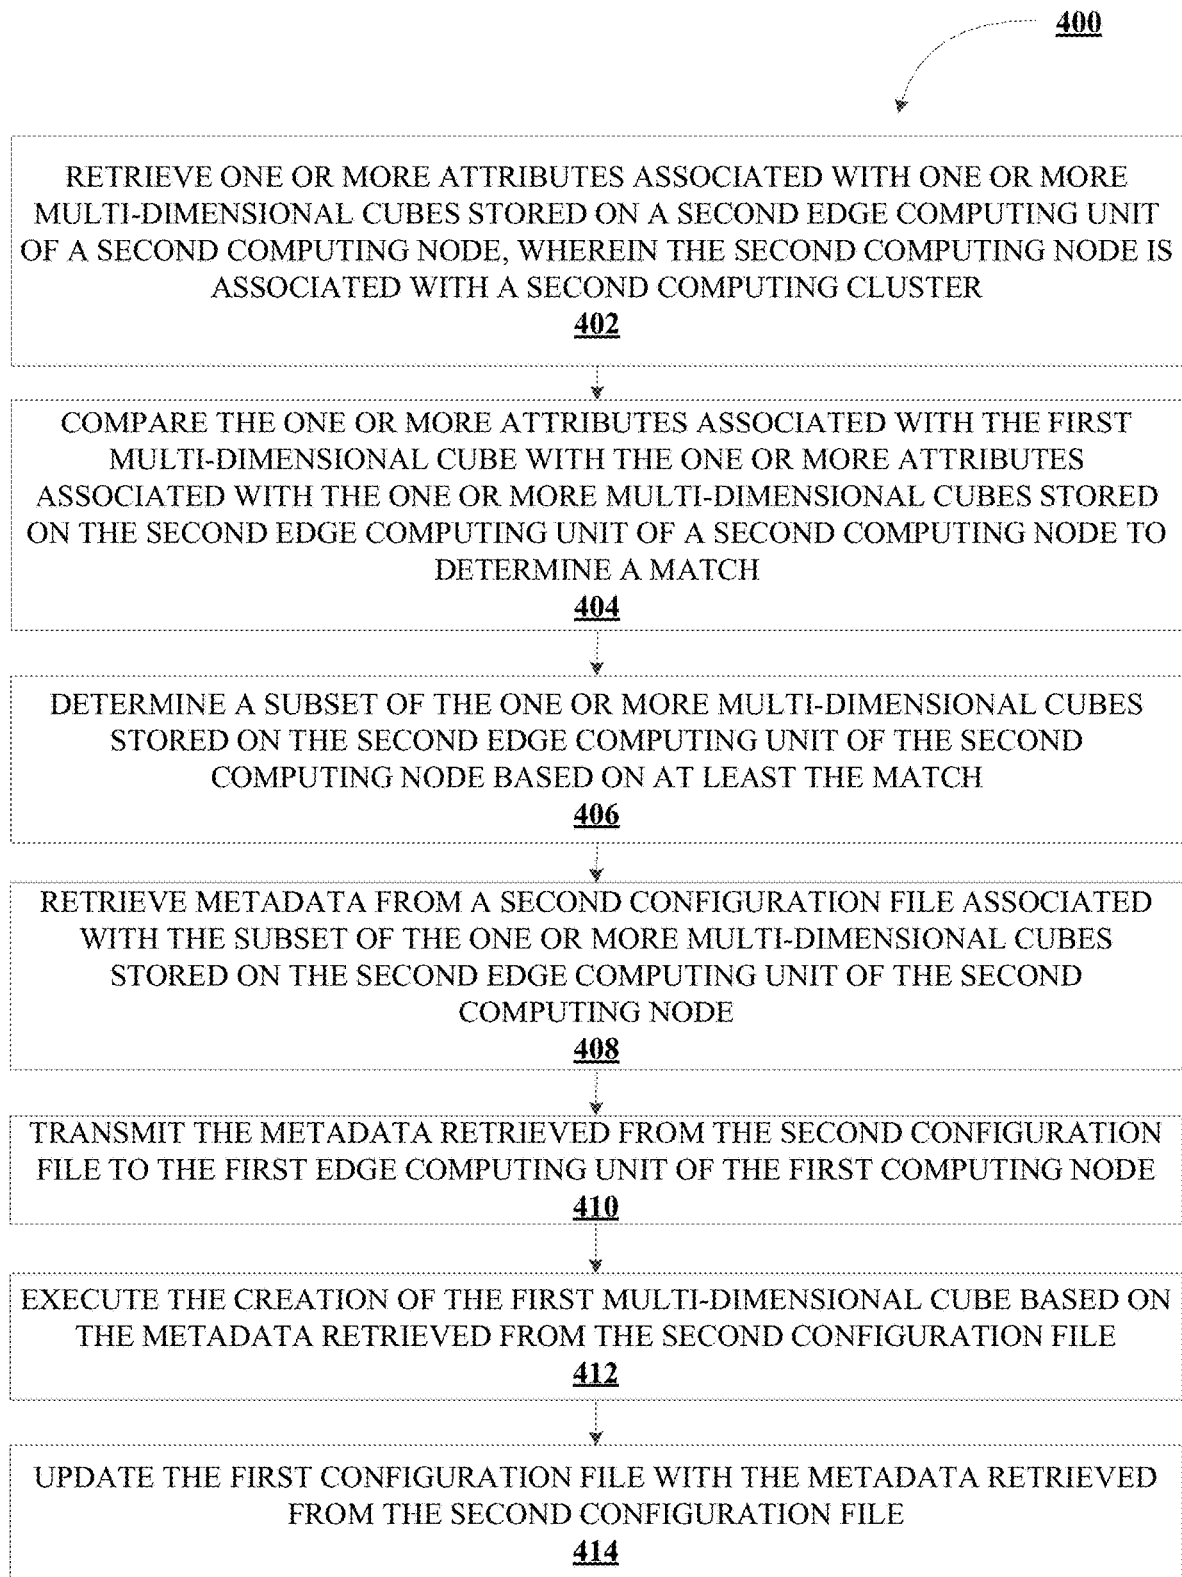 400
RETRIEVE ONE OR MORE ATTRIBUTES ASSOCIATED WITH ONE OR MORE
MULTI-DIMENSIONAL CUBES STORED ON A SECOND EDGE COMPUTING UNIT
OF A SECOND COMPUTING NODE, WHEREIN THE SECOND COMPUTING NODE IS
ASSOCIATED WITH A SECOND COMPUTING CLUSTER
402
COMPARE THE ONE OR MORE ATTRIBUTES ASSOCIATED WITH THE FIRST
MULTI-DIMENSIONAL CUBE WITH THE ONE OR MORE ATTRIBUTES
ASSOCIATED WITH THE ONE OR MORE MULTI-DIMENSIONAL CUBES STORED
ON THE SECOND EDGE COMPUTING UNIT OF A SECOND COMPUTING NODE TO
DETERMINE A MATCH
404
DETERMINE A SUBSET OF THE ONE OR MORE MULTI-DIMENSIONAL CUBES
STORED ON THE SECOND EDGE COMPUTING UNIT OF THE SECOND
COMPUTING NODE BASED ON AT LEAST THE MATCH
406
RETRIEVE METADATA FROM A SECOND CONFIGURATION FILE ASSOCIATED
WITH THE SUBSET OF THE ONE OR MORE MULTI-DIMENSIONAL CUBES
STORED ON THE SECOND EDGE COMPUTING UNIT OF THE SECOND
COMPUTING NODE
408
TRANSMIT THE METADATA RETRIEVED FROM THE SECOND CONFIGURATION
FILE TO THE FIRST EDGE COMPUTING UNIT OF THE FIRST COMPUTING NODE
410
EXECUTE THE CREATION OF THE FIRST MULTI-DIMENSIONAL CUBE BASED ON
THE METADATA RETRIEVED FROM THE SECOND CONFIGURATION FILE
412
UPDATE THE FIRST CONFIGURATION FILE WITH THE METADATA RETRIEVED
FROM THE SECOND CONFIGURATION FILE
414